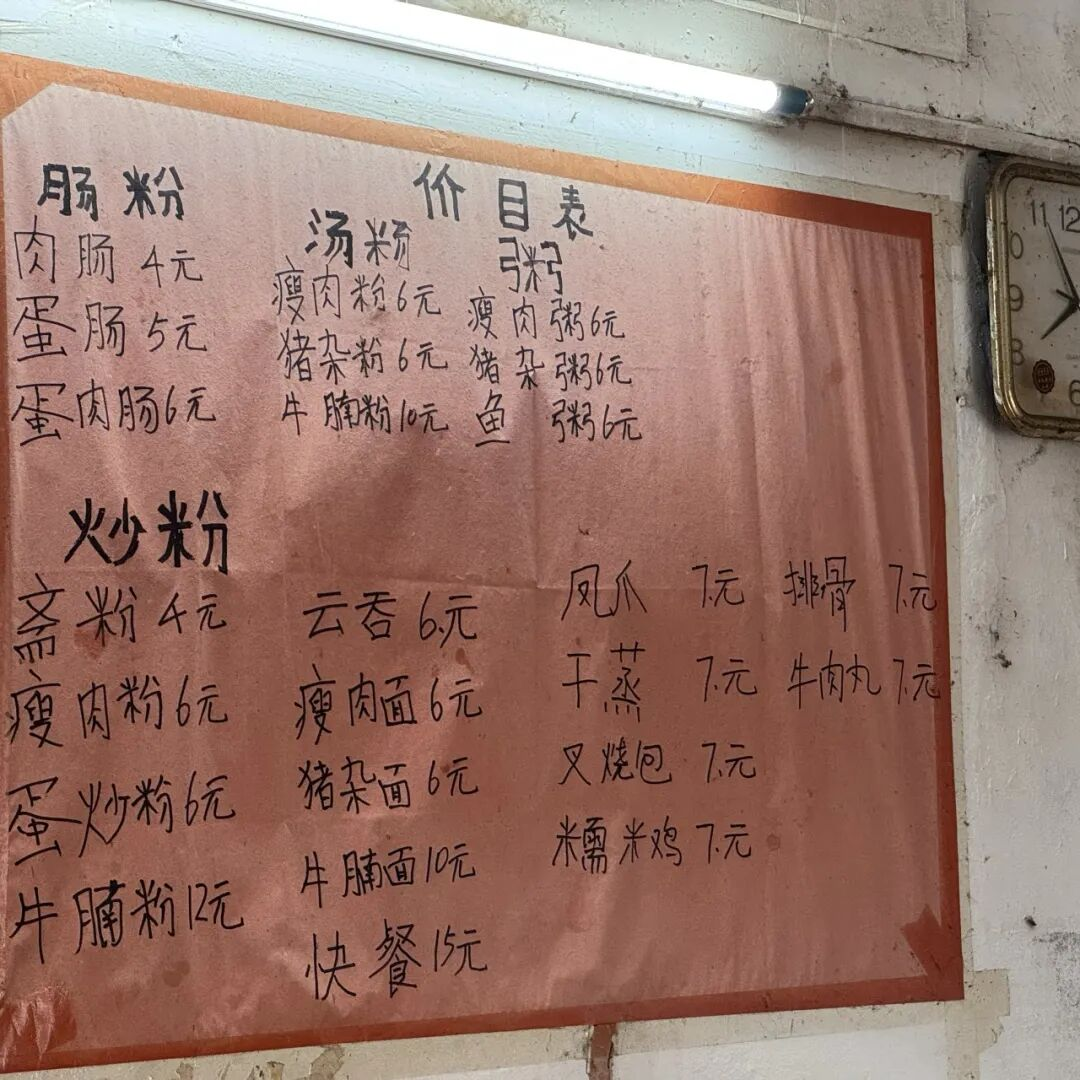 价目表
肠粉
肉肠 4元
蛋肠 5元
蛋肉肠6元
汤粉
瘦肉粉6元
猪杂粉6元
牛腩粉10元
粥
瘦肉粥6元
猪杂粥6元
鱼粥6元
炒粉
斋粉4元
瘦肉粉6元
蛋炒粉6元
牛腩粉12元
云吞6元
瘦肉面6元
猪杂面6元
牛腩面10元
快餐15元
凤爪 7元
干蒸 7元
叉烧包 7元
糯米鸡 7元
排骨 7元
牛肉丸 7元
11 12
9
8
6